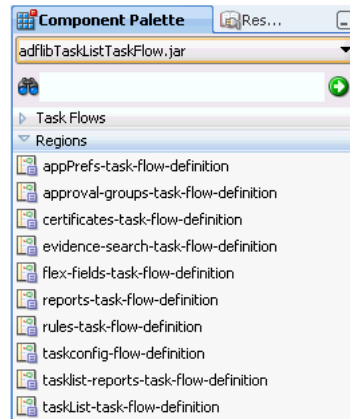 Component Palette Res...
adflibTaskListTaskFlow.jar
Task Flows
Regions
appPrefs-task-flow-definition
approval-groups-task-flow-definition
certificates-task-flow-definition
evidence-search-task-flow-definition
flex-fields-task-flow-definition
reports-task-flow-definition
rules-task-flow-definition
taskconfig-flow-definition
tasklist-reports-task-flow-definition
taskList-task-flow-definition